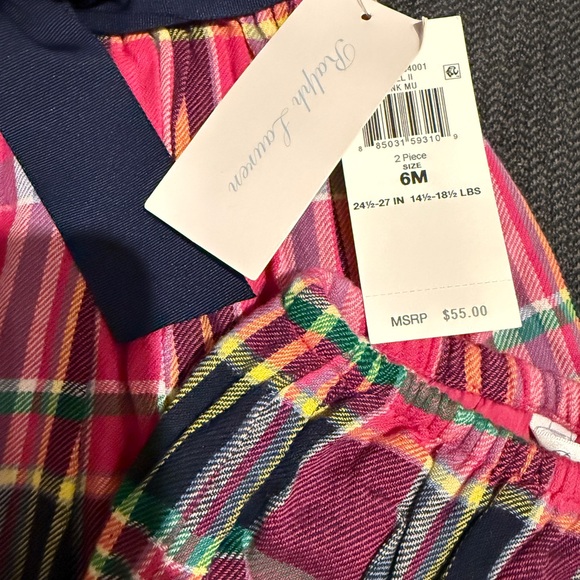 Ralph Lauren
4001
L II
NK MU
8 85031 59310 9
2 Piece
SIZE
6M
24½-27 IN 14½-18½ LBS
MSRP $55.00